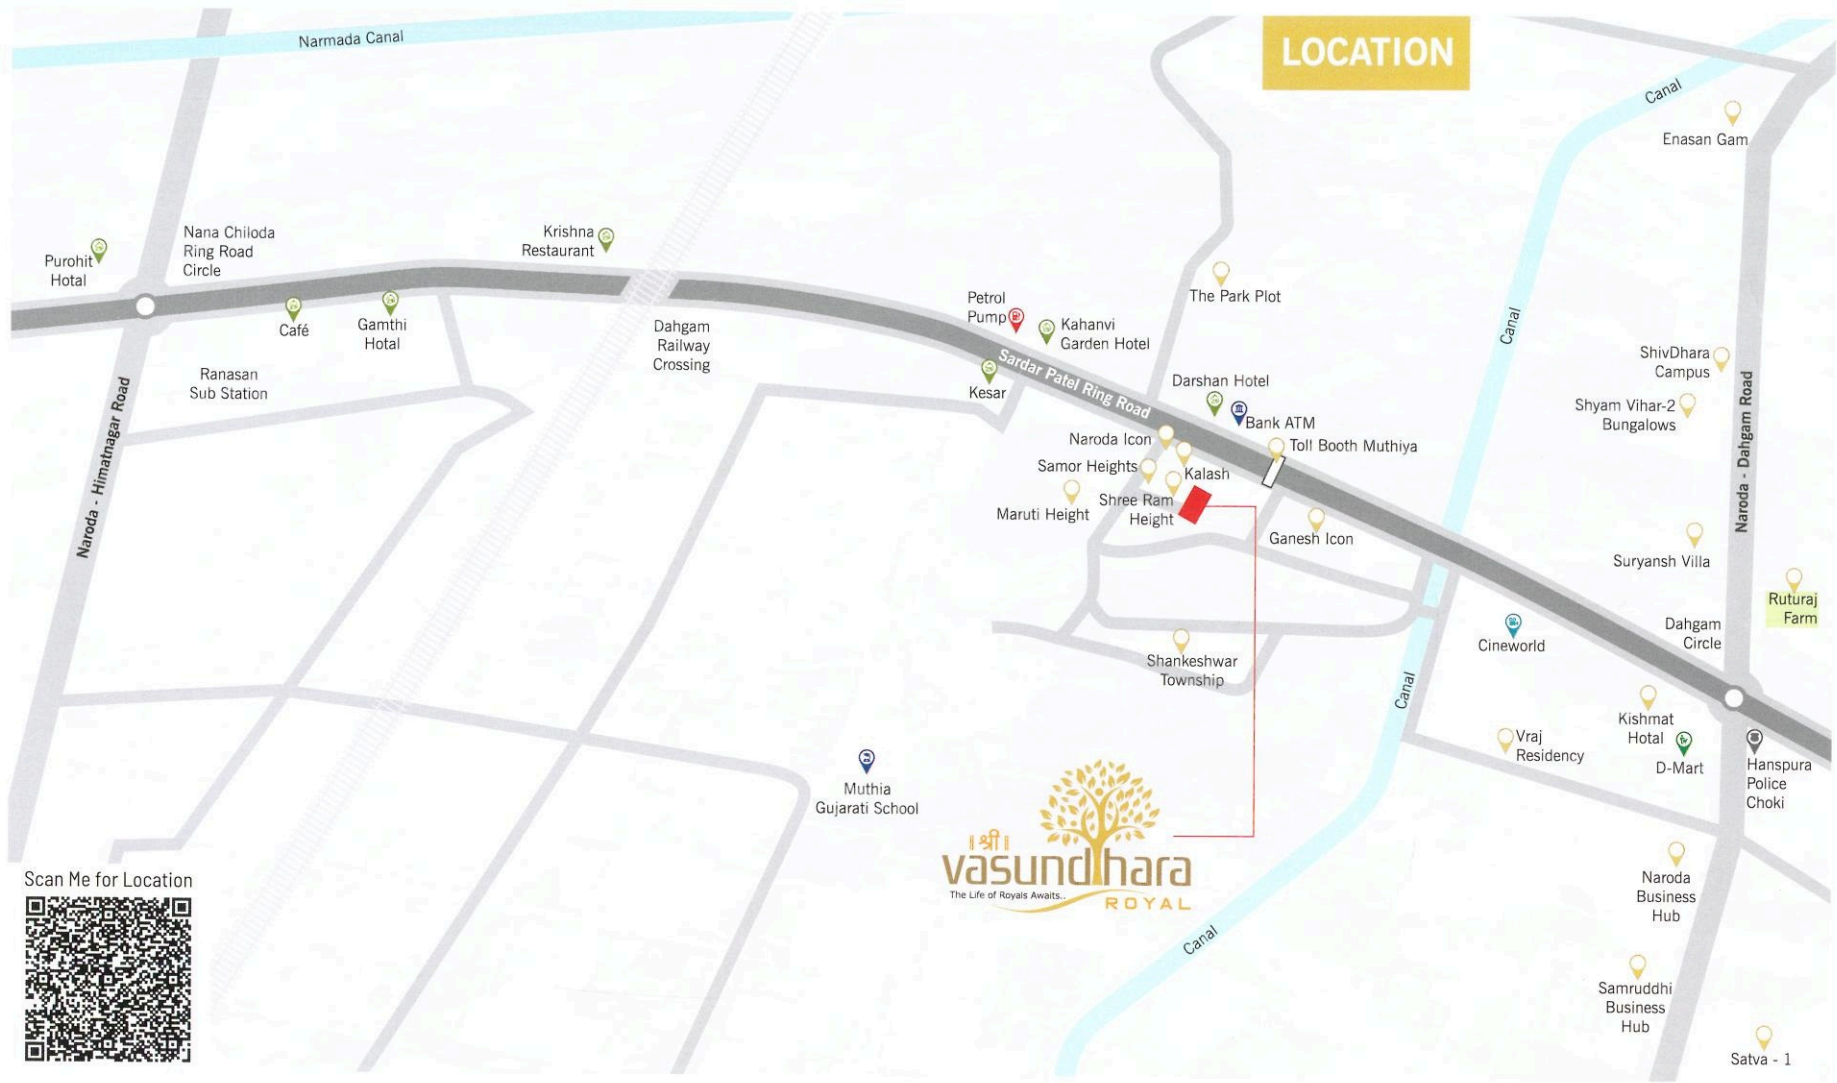 LOCATION
Narmada Canal
Canal
Enasan Gam
Nana Chiloda
Ring Road
Circle
Purohit
Hotal
Krishna
Restaurant
Café
Gamthi
Hotal
Ranasan
Sub Station
Dahgam
Railway
Crossing
Petrol
Pump
Kahanvi
Garden Hotel
Kesar
Sardar Patel Ring Road
The Park Plot
Darshan Hotel
Bank ATM
Toll Booth Muthiya
Naroda Icon
Samor Heights
Kalash
Maruti Height
Shree Ram
Height
Ganesh Icon
Canal
ShivDhara
Campus
Shyam Vihar-2
Bungalows
Naroda - Dahgam Road
Suryansh Villa
Ruturaj
Farm
Dahgam
Circle
Cineworld
Naroda - Himatnagar Road
Shankeshwar
Township
Canal
Kishmat
Hotal
Vraj
Residency
D-Mart
Hanspura
Police
Choki
Muthia
Gujarati School
॥ श्री ॥
vasundhara
The Life of Royals Awaits..
ROYAL
Canal
Naroda
Business
Hub
Samruddhi
Business
Hub
Satva - 1
Scan Me for Location